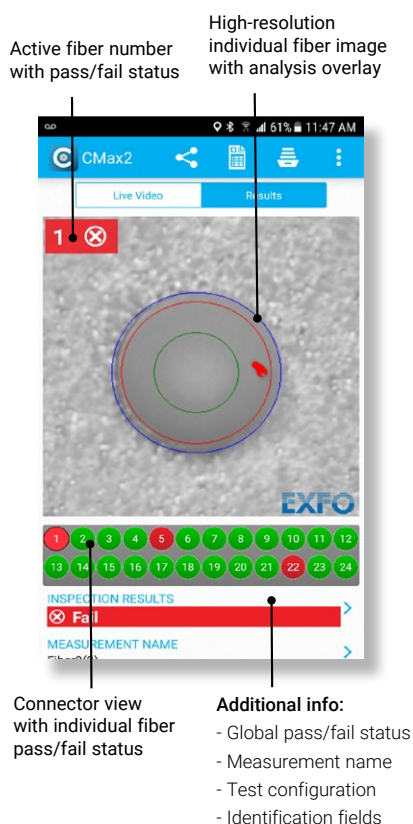 High-resolution
individual fiber image
with analysis overlay
Active fiber number
with pass/fail status
61% 11:47 AM
CMax2
Live Video
Results
1
EXFO
1 2 3 4 5 6 7 8 9 10 11 12
13 14 15 16 17 18 19 20 21 22 23 24
INSPECTION RESULTS
Fail
MEASUREMENT NAME
Connector view
with individual fiber
pass/fail status
Additional info:
- Global pass/fail status
- Measurement name
- Test configuration
- Identification fields